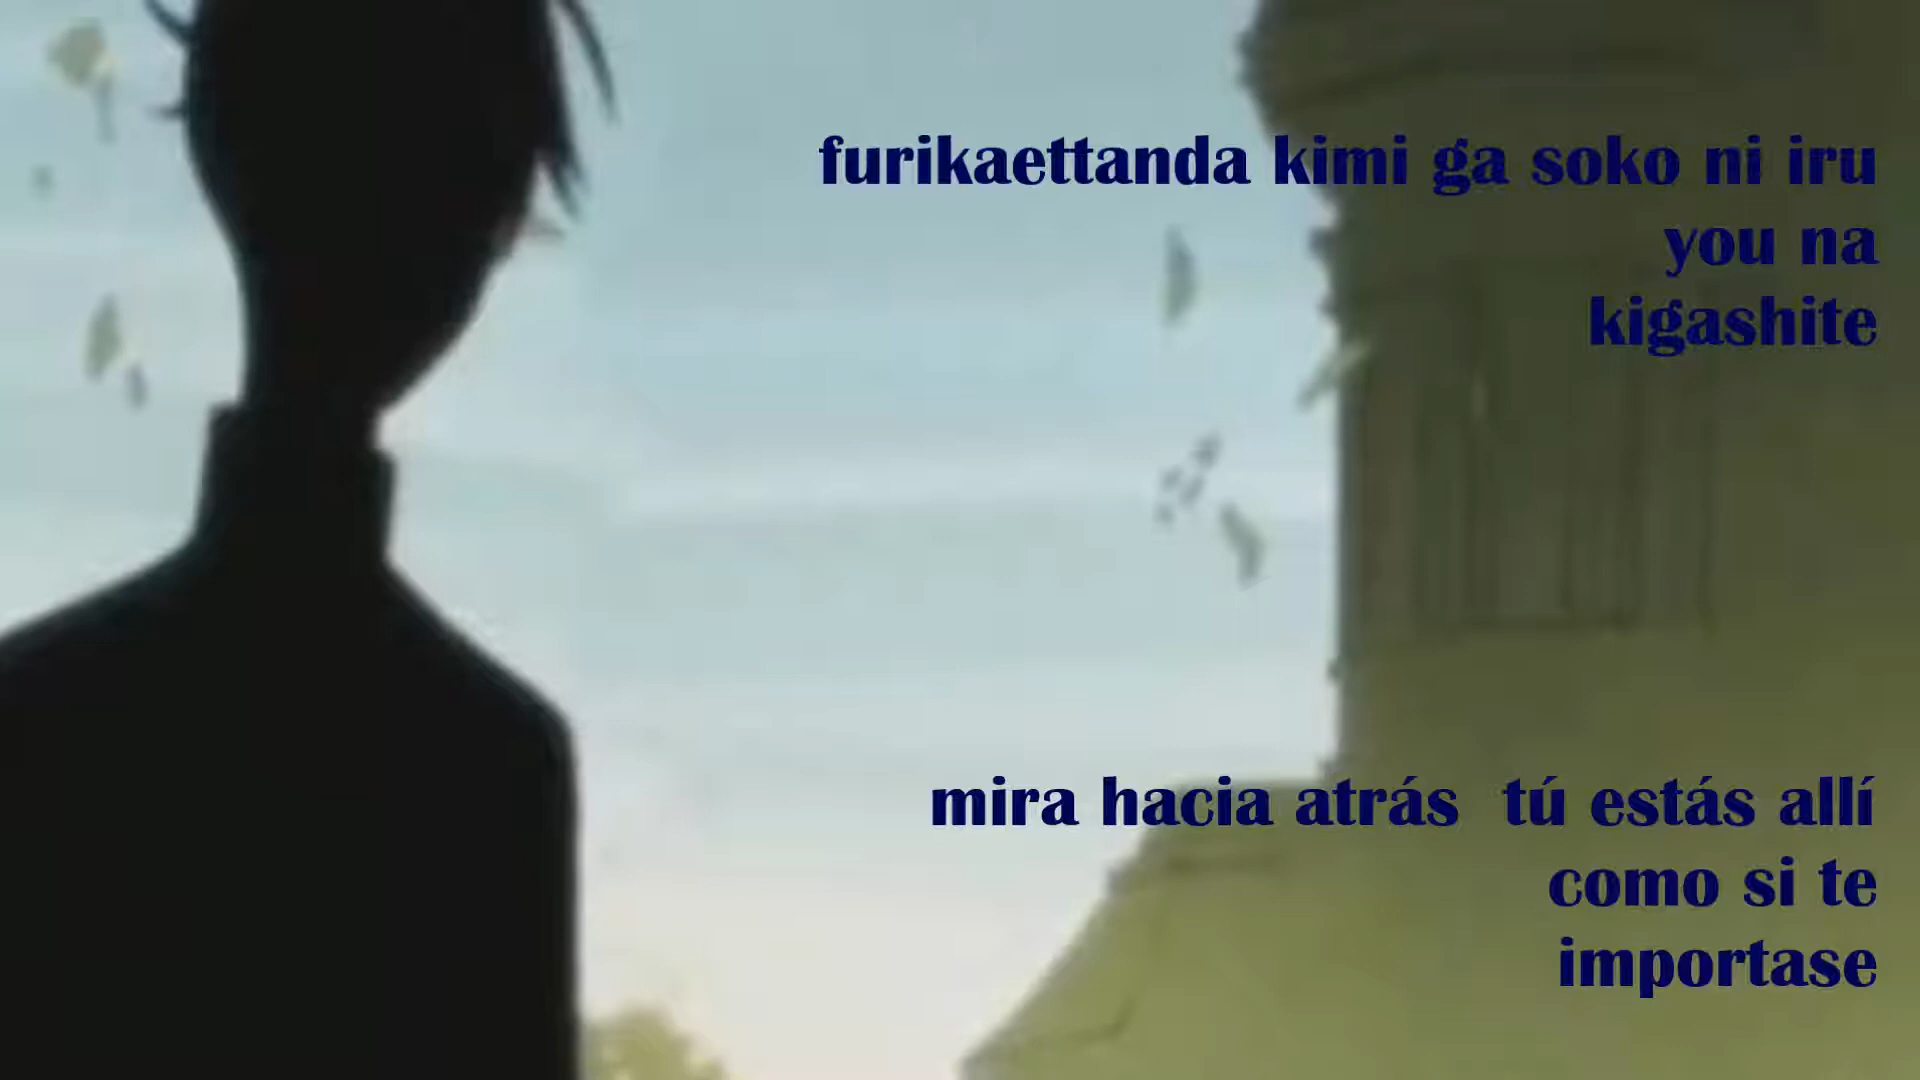 furikaettanda kimi ga soko ni iru
you na
kigashite
mira hacia atrás  tú estás allí
como si te
importase